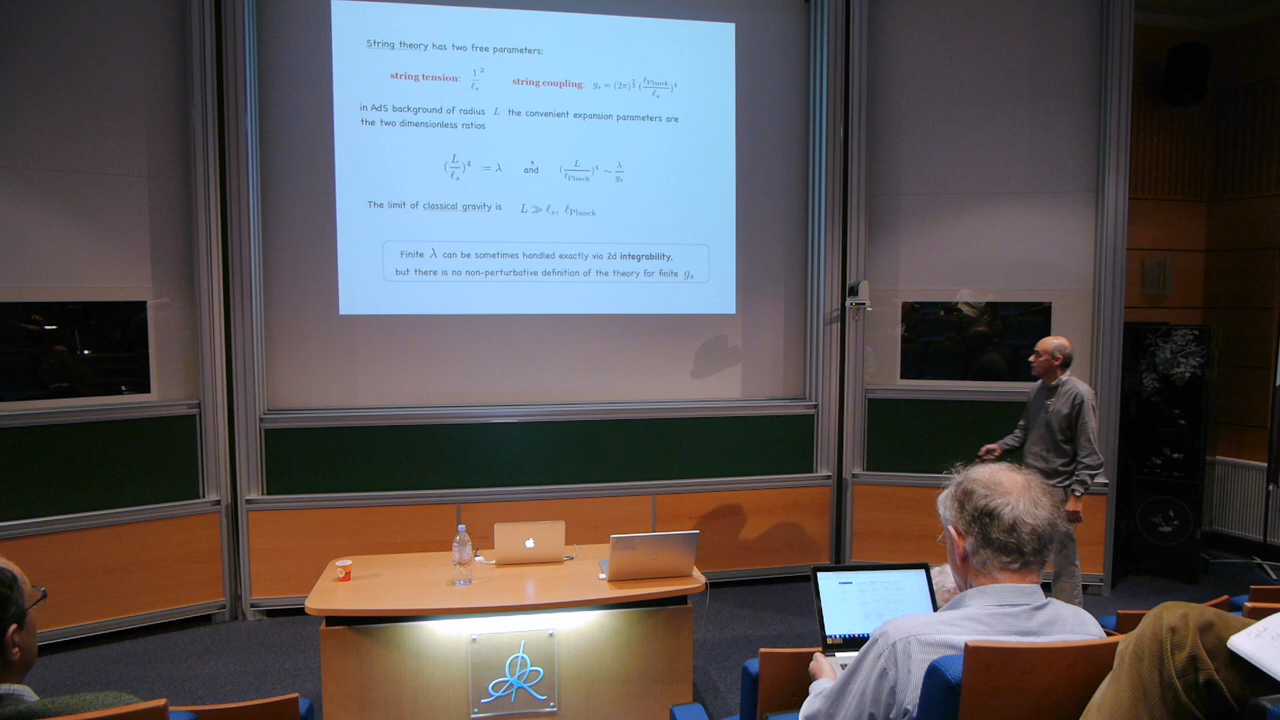 String theory has two free parameters:
string tension: 1/ℓ_s ²    string coupling: g_s = (2π)^{7/4} (ℓ_Planck/ℓ_s)^4
in AdS background of radius L the convenient expansion parameters are
the two dimensionless ratios
(L/ℓ_s)^4 := λ    and    (L/ℓ_Planck)^4 ∼ λ/g_s
The limit of classical gravity is L ≫ ℓ_s, ℓ_Planck
Finite λ can be sometimes handled exactly via 2d integrability,
but there is no non-perturbative definition of the theory for finite g_s